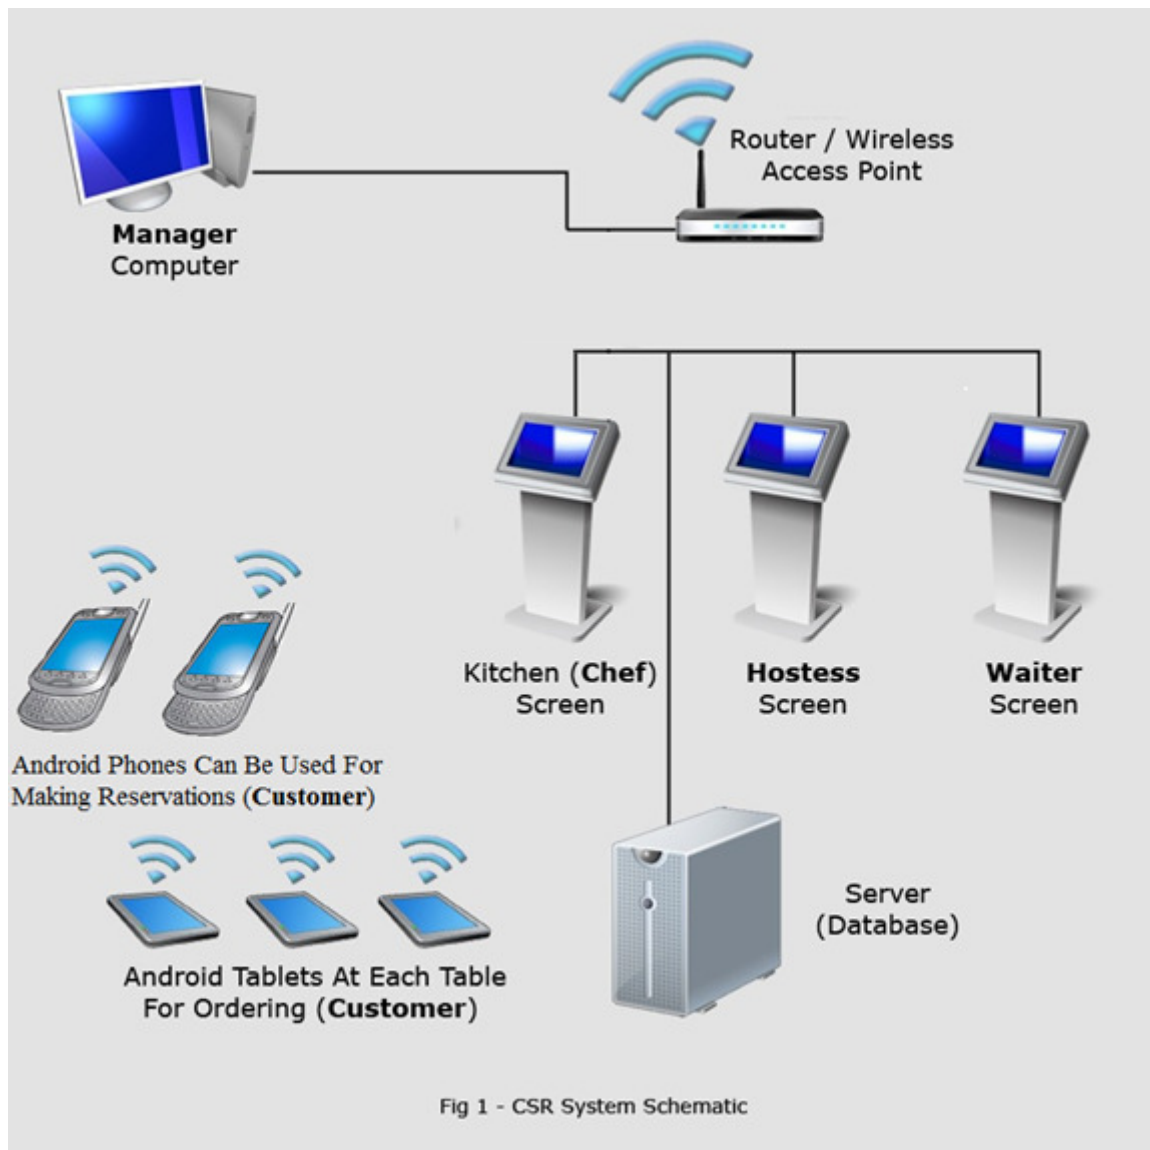 Router / Wireless
Access Point
Manager
Computer
Kitchen (Chef)
Screen
Hostess
Screen
Waiter
Screen
Android Phones Can Be Used For
Making Reservations (Customer)
Server
(Database)
Android Tablets At Each Table
For Ordering (Customer)
Fig 1 - CSR System Schematic